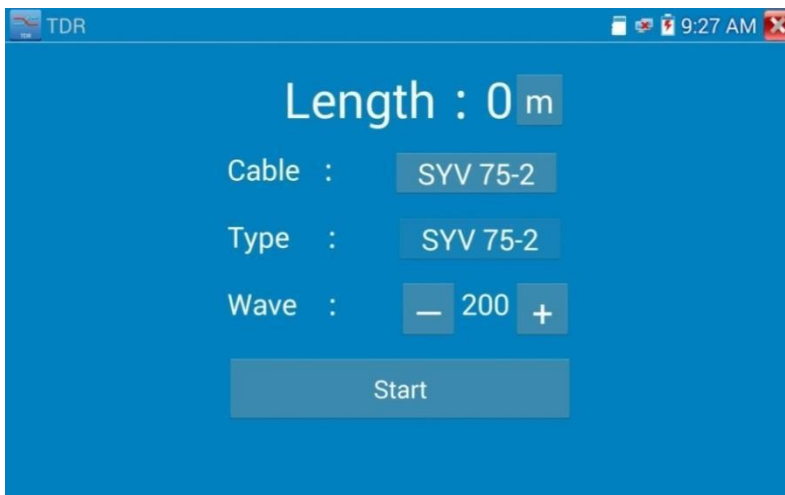 TDR 9:27 AM
Length : 0 m
Cable : SYV 75-2
Type : SYV 75-2
Wave : — 200 +
Start